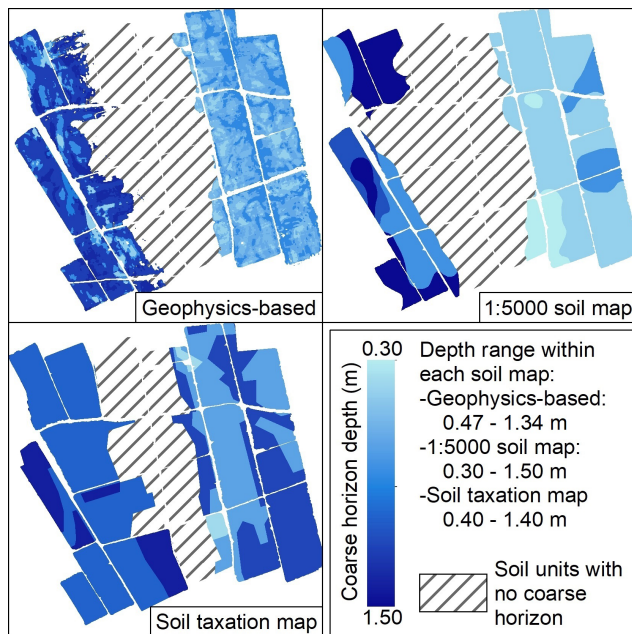 Geophysics-based
1:5000 soil map
Soil taxation map
0.30
Coarse horizon depth (m)
1.50
Depth range within
each soil map:
-Geophysics-based:
0.47 - 1.34 m
-1:5000 soil map:
0.30 - 1.50 m
-Soil taxation map
0.40 - 1.40 m
Soil units with
no coarse
horizon